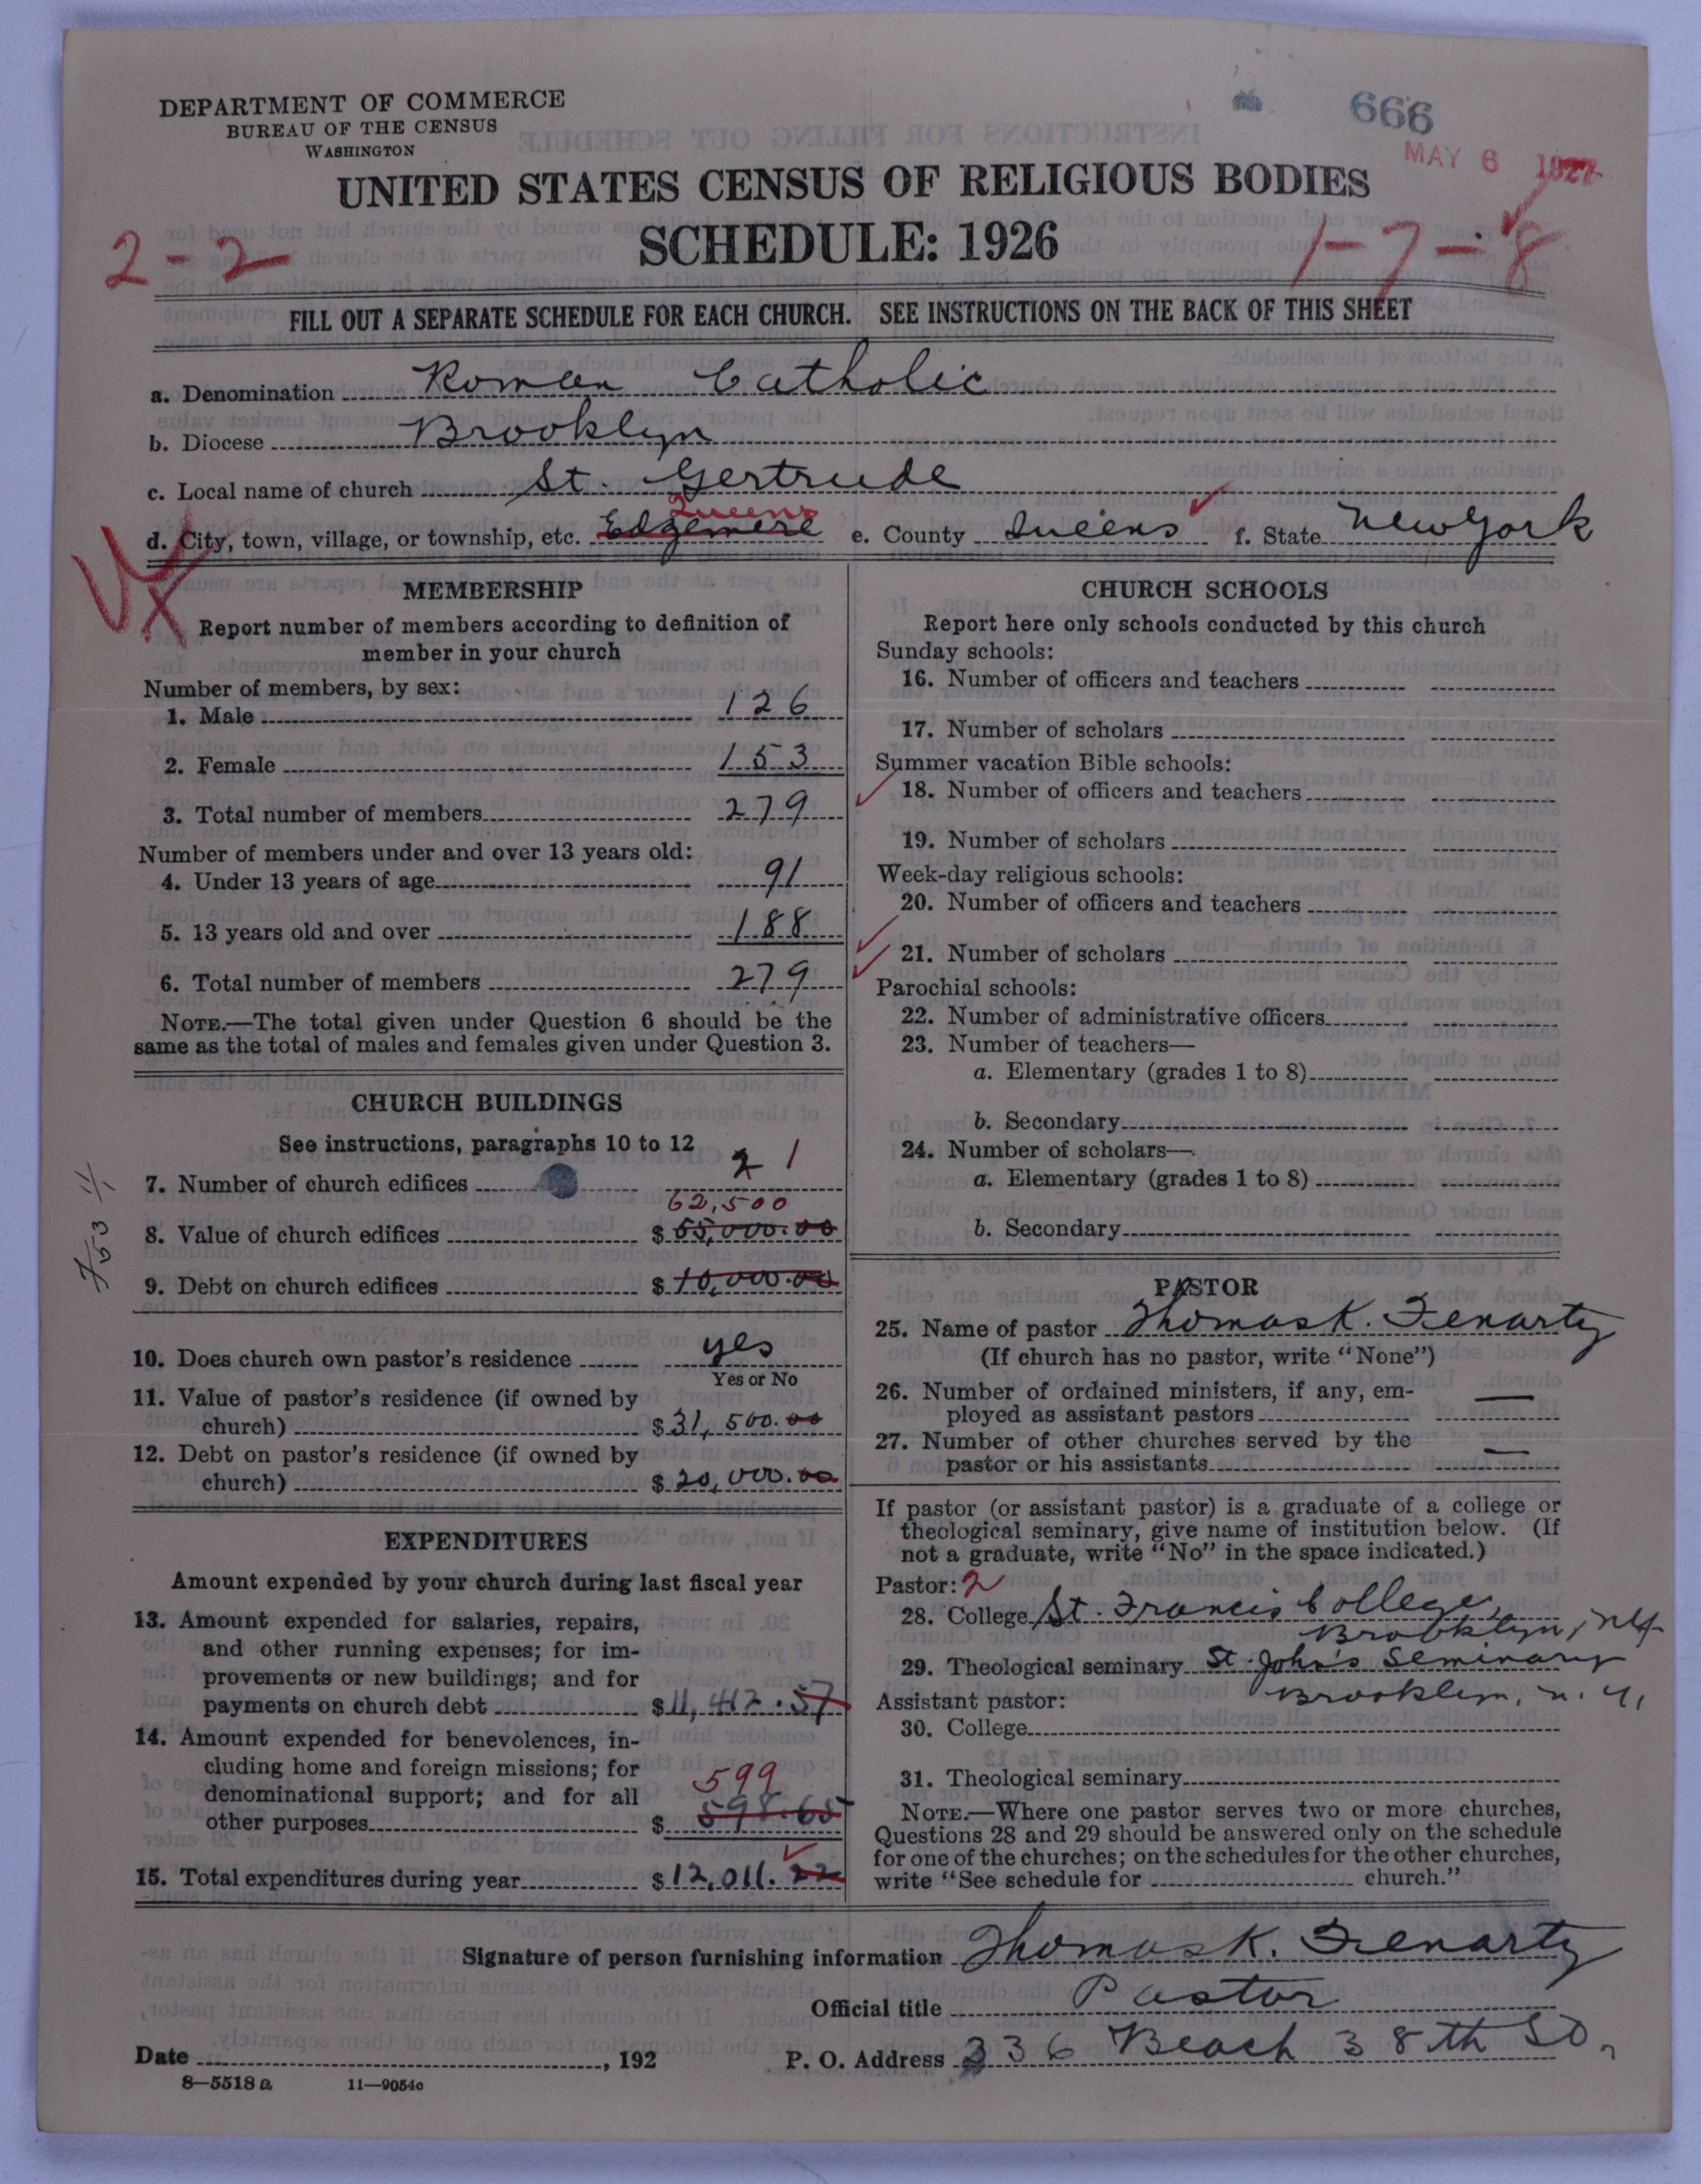 DEPARTMENT OF COMMERCE
BUREAU OF THE CENSUS
WASHINGTON
666
MAY 6 1927
UNITED STATES CENSUS OF RELIGIOUS BODIES
SCHEDULE: 1926
2-2
1-7-8
FILL OUT A SEPARATE SCHEDULE FOR EACH CHURCH. SEE INSTRUCTIONS ON THE BACK OF THIS SHEET
a. Denomination Roman Catholic
b. Diocese Brooklyn
c. Local name of church St. Gertrude
Queens
d. City, town, village, or township, etc. Edgemere e. County Queens f. State New York
MEMBERSHIP
Report number of members according to definition of
member in your church
Number of members, by sex:
1. Male 126
2. Female 153
3. Total number of members 279
Number of members under and over 13 years old:
4. Under 13 years of age 91
5. 13 years old and over 188
6. Total number of members 279
NOTE.—The total given under Question 6 should be the
same as the total of males and females given under Question 3.
CHURCH BUILDINGS
See instructions, paragraphs 10 to 12
7. Number of church edifices 2 1
62,500
8. Value of church edifices $55,000.00
9. Debt on church edifices $10,000.00
10. Does church own pastor's residence yes
Yes or No
11. Value of pastor's residence (if owned by
church) $31,500.00
12. Debt on pastor's residence (if owned by
church) $20,000.00
EXPENDITURES
Amount expended by your church during last fiscal year
13. Amount expended for salaries, repairs,
and other running expenses; for im-
provements or new buildings; and for
payments on church debt $11,412.57
14. Amount expended for benevolences, in-
cluding home and foreign missions; for
denominational support; and for all
599
other purposes $598.65
15. Total expenditures during year $12,011.22
CHURCH SCHOOLS
Report here only schools conducted by this church
Sunday schools:
16. Number of officers and teachers
17. Number of scholars
Summer vacation Bible schools:
18. Number of officers and teachers
19. Number of scholars
Week-day religious schools:
20. Number of officers and teachers
21. Number of scholars
Parochial schools:
22. Number of administrative officers
23. Number of teachers—
a. Elementary (grades 1 to 8)
b. Secondary
24. Number of scholars—
a. Elementary (grades 1 to 8)
b. Secondary
PASTOR
25. Name of pastor Thomas K. Fenarty
(If church has no pastor, write "None")
26. Number of ordained ministers, if any, em-
ployed as assistant pastors —
27. Number of other churches served by the
pastor or his assistants —
If pastor (or assistant pastor) is a graduate of a college or
theological seminary, give name of institution below. (If
not a graduate, write "No" in the space indicated.)
Pastor: 2
28. College St. Francis College,
Brooklyn, NY
29. Theological seminary St. John's Seminary
Brooklyn, n. y.
Assistant pastor:
30. College
31. Theological seminary
NOTE.—Where one pastor serves two or more churches,
Questions 28 and 29 should be answered only on the schedule
for one of the churches; on the schedules for the other churches,
write "See schedule for church."
Signature of person furnishing information Thomas K. Fenarty
Official title Pastor
Date , 192 P. O. Address 336 Beach 38th St.,
8—5518a 11—9054c